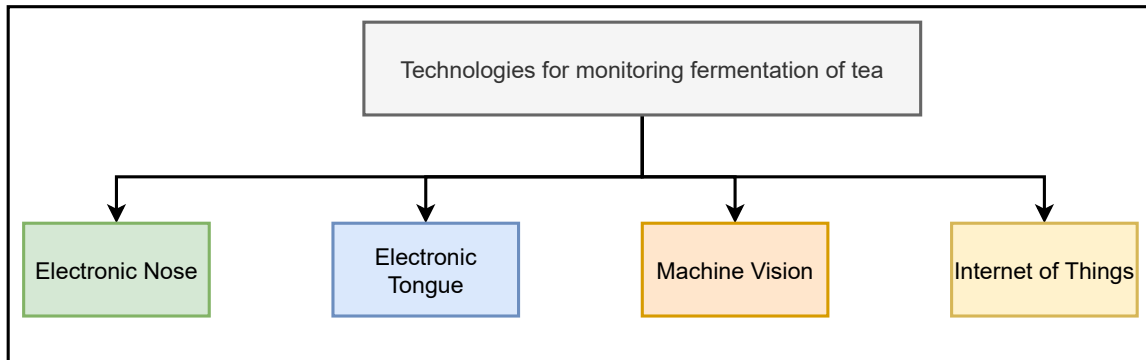 Technologies for monitoring fermentation of tea
Electronic Nose
Electronic
Tongue
Machine Vision
Internet of Things